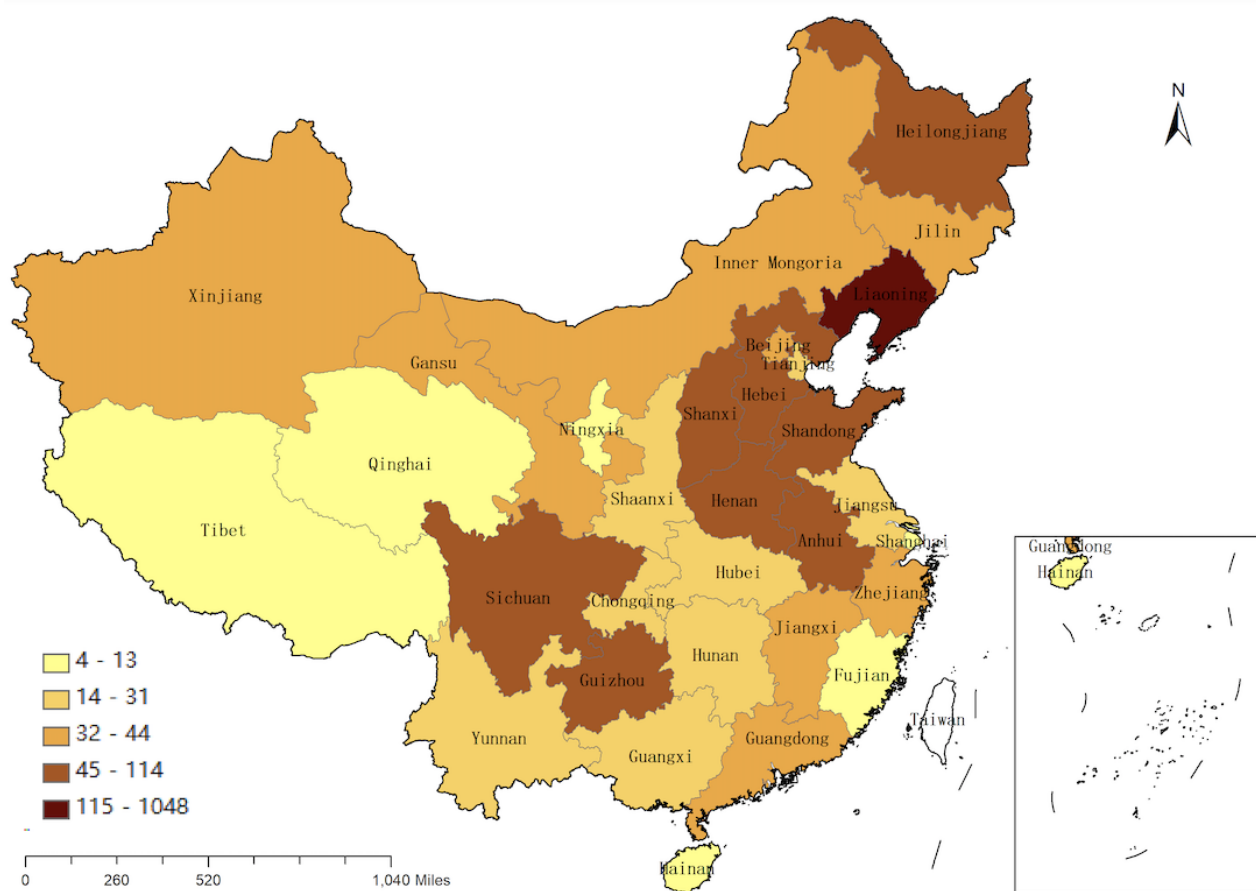 N
Heilongjiang
Jilin
Inner Mongoria
Liaoning
Xinjiang
Beijing
Tianjing
Gansu
Hebei
Shanxi
Shandong
Ningxia
Qinghai
Shaanxi
Henan
Jiangsu
Tibet
Anhui
Shanghai
Guangdong
Hainan
Hubei
Sichuan
Chongqing
Zhejiang
Jiangxi
Hunan
Guizhou
Fujian
Taiwan
Yunnan
Guangxi
Guangdong
Hainan
4 - 13
14 - 31
32 - 44
45 - 114
115 - 1048
0 260 520 1,040 Miles